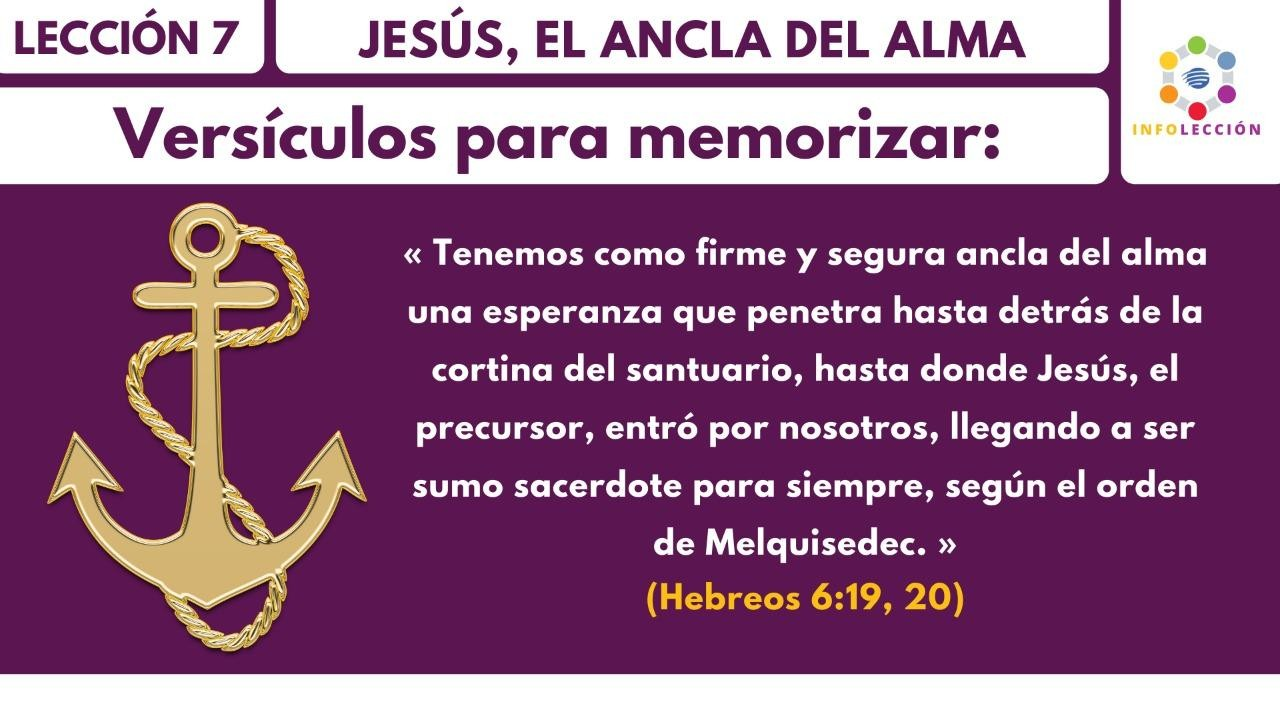 LECCIÓN 7
JESÚS, EL ANCLA DEL ALMA
INFOLECCIÓN
Versículos para memorizar:
« Tenemos como firme y segura ancla del alma
una esperanza que penetra hasta detrás de la
cortina del santuario, hasta donde Jesús, el
precursor, entró por nosotros, llegando a ser
sumo sacerdote para siempre, según el orden
de Melquisedec. »
(Hebreos 6:19, 20)